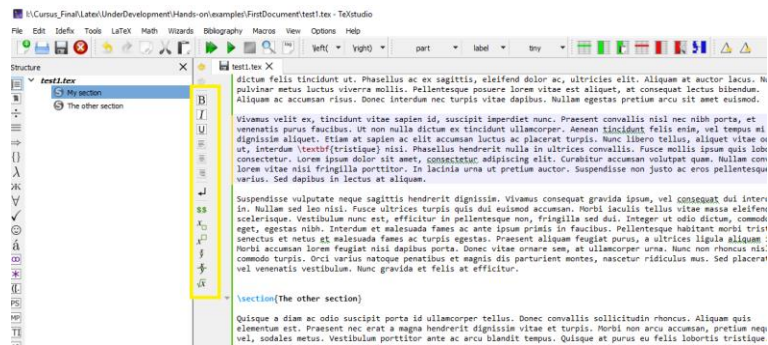 I:\Cursus_Final\Latex\UnderDevelopment\Hands-on\examples\FirstDocument\test1.tex - TeXstudio
File Edit Idefix Tools LaTeX Math Wizards Bibliography Macros View Options Help
\left( \right) part label tiny
Structure
test1.tex
test1.tex
My section
The other section
B
I
U
$$
PS
MP
TI
dictum felis tincidunt ut. Phasellus ac ex sagittis, eleifend dolor ac, ultricies elit. Aliquam at auctor lacus.
pulvinar metus luctus viverra mollis. Pellentesque posuere lorem vitae est aliquet, at consequat lectus bibendum.
Aliquam ac accumsan risus. Donec interdum nec turpis vitae dapibus. Nullam egestas pretium arcu sit amet euismod.
Vivamus velit ex, tincidunt vitae sapien id, suscipit imperdiet nunc. Praesent convallis nisl nec nibh porta, et
venenatis purus faucibus. Ut non nulla dictum ex tincidunt ullamcorper. Aenean tincidunt felis enim, vel tempus mi
dignissim aliquet. Etiam at sapien ac elit accumsan luctus ac placerat turpis. Nunc libero tellus, aliquet vitae
ut, interdum \textbf{tristique} nisi. Phasellus hendrerit nulla in ultrices convallis. Fusce mollis ipsum quis
consectetur. Lorem ipsum dolor sit amet, consectetur adipiscing elit. Curabitur accumsan volutpat quam. Nullam
lorem vitae nisi fringilla porttitor. In lacinia urna ut pretium auctor. Suspendisse non justo ac eros pellentesque
varius. Sed dapibus in lectus at aliquam.
Suspendisse vulputate neque sagittis hendrerit dignissim. Vivamus consequat gravida ipsum, vel consequat dui
in. Nullam sed leo nisi. Fusce ultrices turpis quis dui euismod accumsan. Morbi iaculis tellus vitae massa
scelerisque. Vestibulum nunc est, efficitur in pellentesque non, fringilla sed dui. Integer ut odio dictum,
eget, egestas nibh. Interdum et malesuada fames ac ante ipsum primis in faucibus. Pellentesque habitant morbi
senectus et netus et malesuada fames ac turpis egestas. Praesent aliquam feugiat purus, a ultrices ligula aliquam
Morbi accumsan lorem feugiat nisi dapibus porta. Donec vitae ornare sem, at ullamcorper urna. Nunc non rhoncus
commodo turpis. Orci varius natoque penatibus et magnis dis parturient montes, nascetur ridiculus mus. Sed
vel venenatis vestibulum. Nunc gravida et felis at efficitur.
\section{The other section}
Quisque a diam ac odio suscipit porta id ullamcorper tellus. Donec convallis sollicitudin rhoncus. Aliquam quis
elementum est. Praesent nec erat a magna hendrerit dignissim vitae et turpis. Morbi non arcu accumsan, pretium
vel, sodales metus. Vestibulum porttitor ante ac arcu blandit tempus. Quisque at purus eu felis lobortis tristique